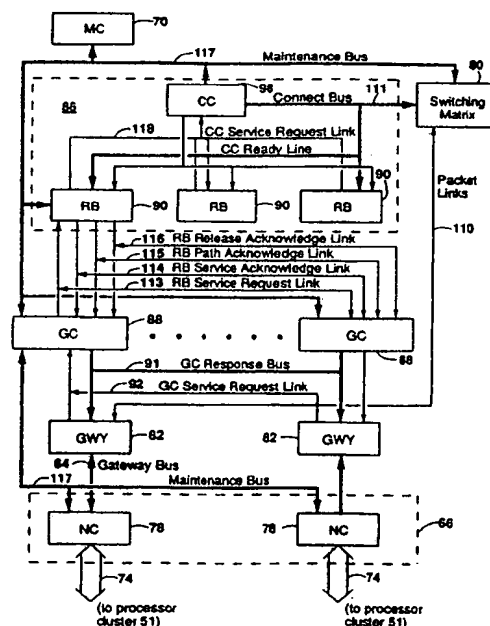 MC
70
117
Maintenance Bus
80
98
CC
Connect Bus
111
Switching Matrix
86
118
CC Service Request Link
CC Ready Line
Packet Links
RB
90
RB
90
RB
90
110
116 RB Release Acknowledge Link
115 RB Path Acknowledge Link
114 RB Service Acknowledge Link
113 RB Service Request Link
GC
88
GC
68
91
GC Response Bus
92
GC Service Request Link
GWY
82
82
GWY
64
Gateway Bus
117
Maintenance Bus
NC
78
78
NC
66
74
74
(to processor
cluster 51)
(to processor
cluster 51)